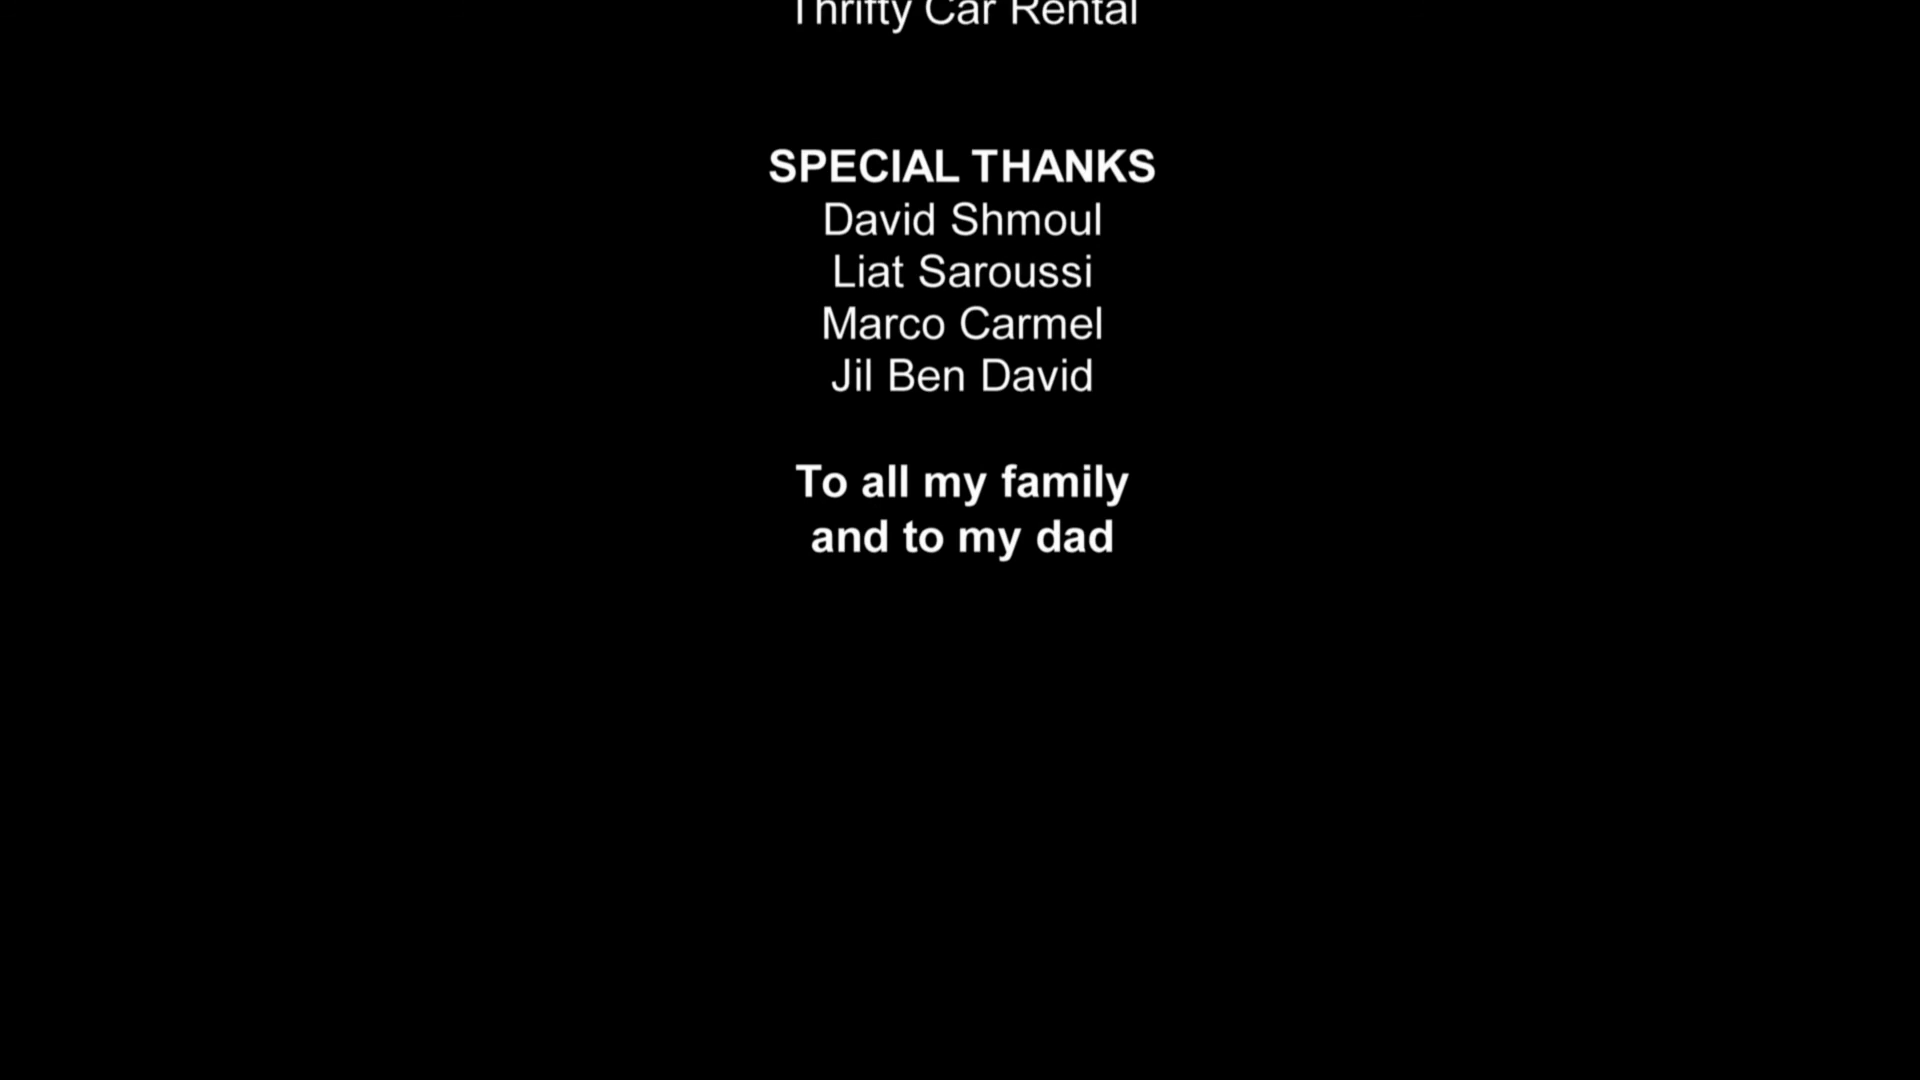 Thrifty Car Rental
SPECIAL THANKS
David Shmoul
Liat Saroussi
Marco Carmel
Jil Ben David
To all my family
and to my dad